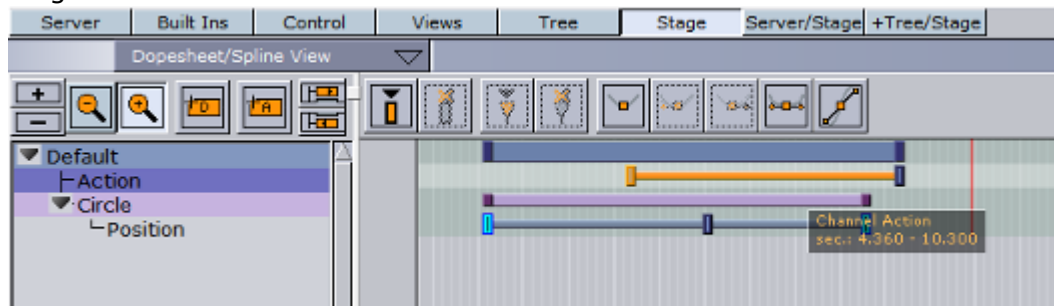 Server Built Ins Control Views Tree Stage Server/Stage +Tree/Stage
Dopesheet/Spline View
D A
Default
Action
Circle
Position
Channel Action
sec.: 4.360 - 10.300